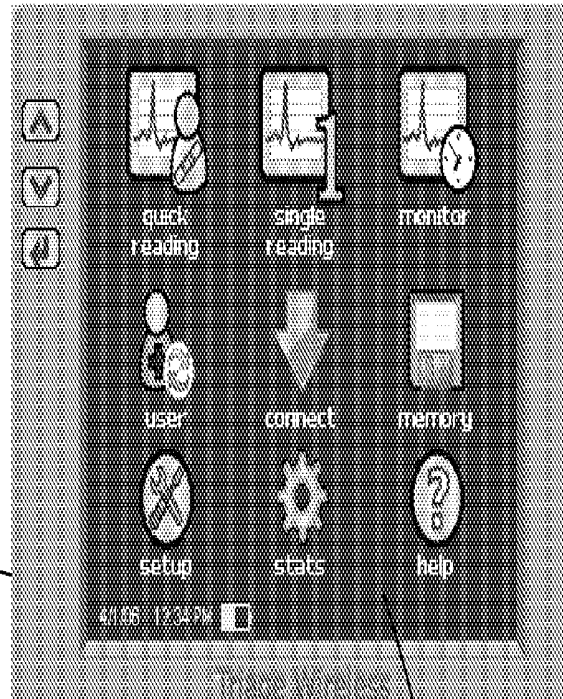 quick reading
single reading
monitor
user
connect
memory
setup
stats
help
4/1/06 12:34 PM